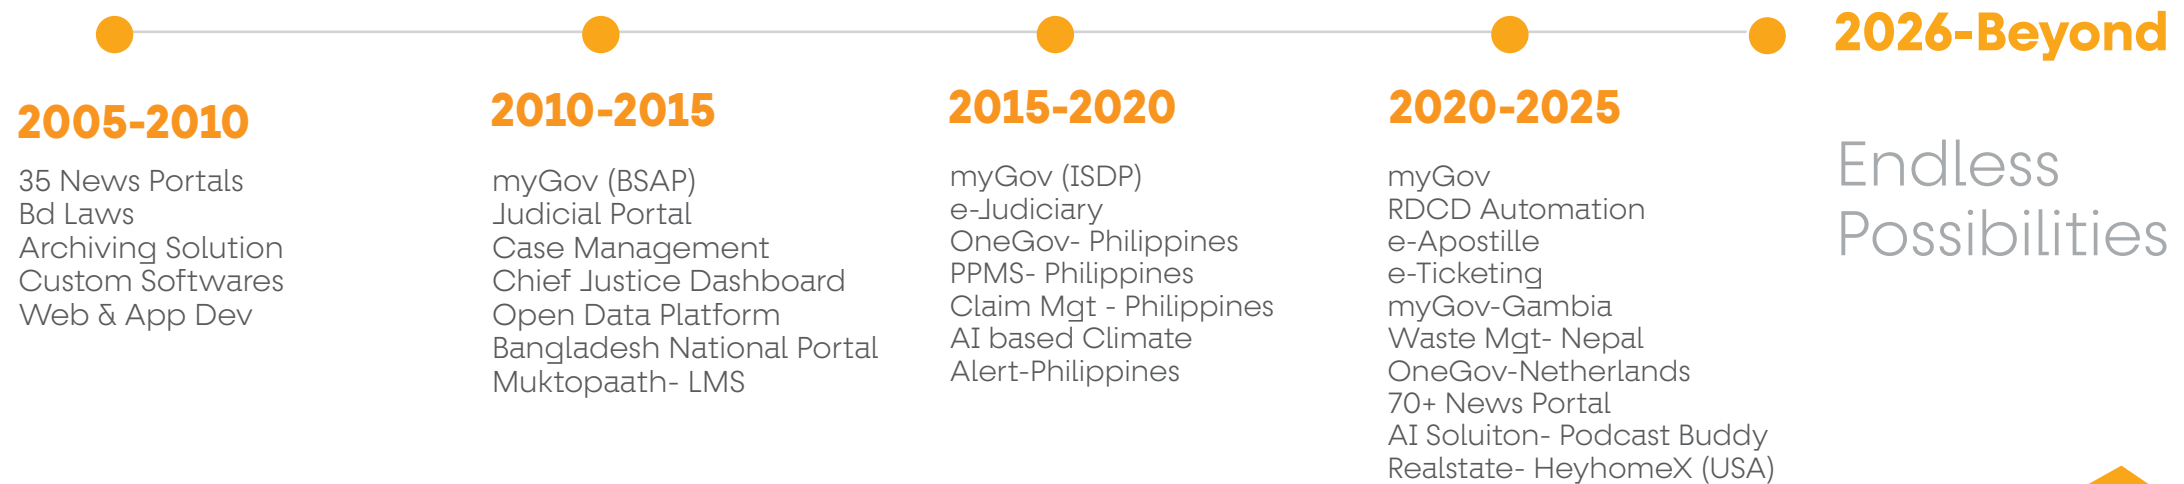 2005-2010
35 News Portals
Bd Laws
Archiving Solution
Custom Softwares
Web & App Dev
2010-2015
myGov (BSAP)
Judicial Portal
Case Management
Chief Justice Dashboard
Open Data Platform
Bangladesh National Portal
Muktopaath- LMS
2015-2020
myGov (ISDP)
e-Judiciary
OneGov- Philippines
PPMS- Philippines
Claim Mgt - Philippines
AI based Climate
Alert-Philippines
2020-2025
myGov
RDCD Automation
e-Apostille
e-Ticketing
myGov-Gambia
Waste Mgt- Nepal
OneGov-Netherlands
70+ News Portal
AI Soluiton- Podcast Buddy
Realstate- HeyhomeX (USA)
2026-Beyond
Endless
Possibilities